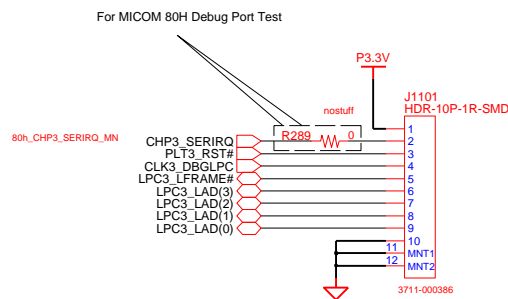 For MICOM 80H Debug Port Test
P3.3V
J1101
HDR-10P-1R-SMD
nostuff
80h_CHP3_SERIRQ_MN
CHP3_SERIRQ R289 0 2
1
PLT3_RST# 3
CLK3_DBGLPC 4
LPC3_LFRAME# 5
LPC3_LAD(3) 6
LPC3_LAD(2) 7
LPC3_LAD(1) 8
LPC3_LAD(0) 9
10
11 MNT1
12 MNT2
3711-000386